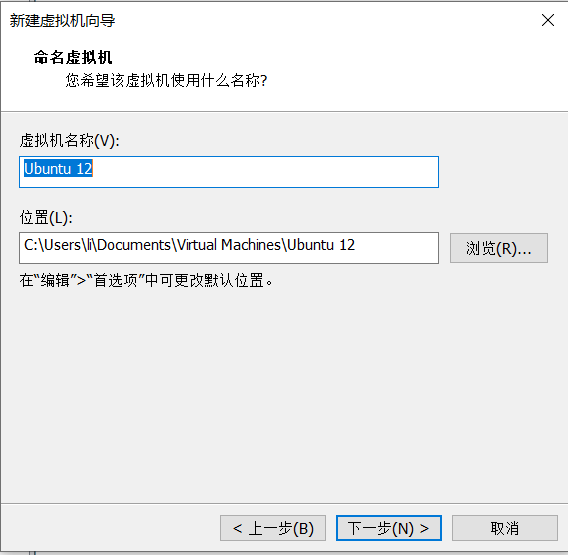 新建虚拟机向导
命名虚拟机
您希望该虚拟机使用什么名称?
虚拟机名称(V):
Ubuntu 12
位置(L):
C:\Users\li\Documents\Virtual Machines\Ubuntu 12
浏览(R)...
在“编辑”>“首选项”中可更改默认位置。
< 上一步(B) 下一步(N) > 取消